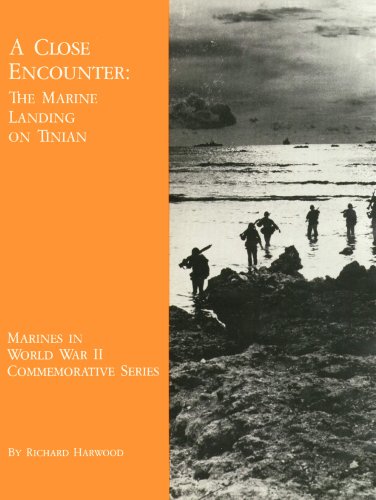 A Close
Encounter:
The Marine
Landing
on Tinian
Marines in
World War II
Commemorative Series
By Richard Harwood